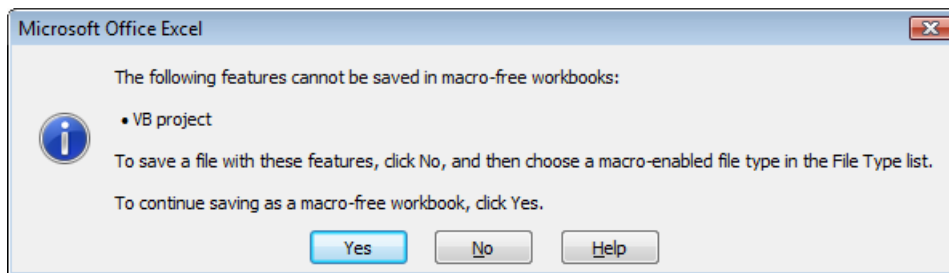 Microsoft Office Excel
The following features cannot be saved in macro-free workbooks:
• VB project
To save a file with these features, click No, and then choose a macro-enabled file type in the File Type list.
To continue saving as a macro-free workbook, click Yes.
Yes No Help